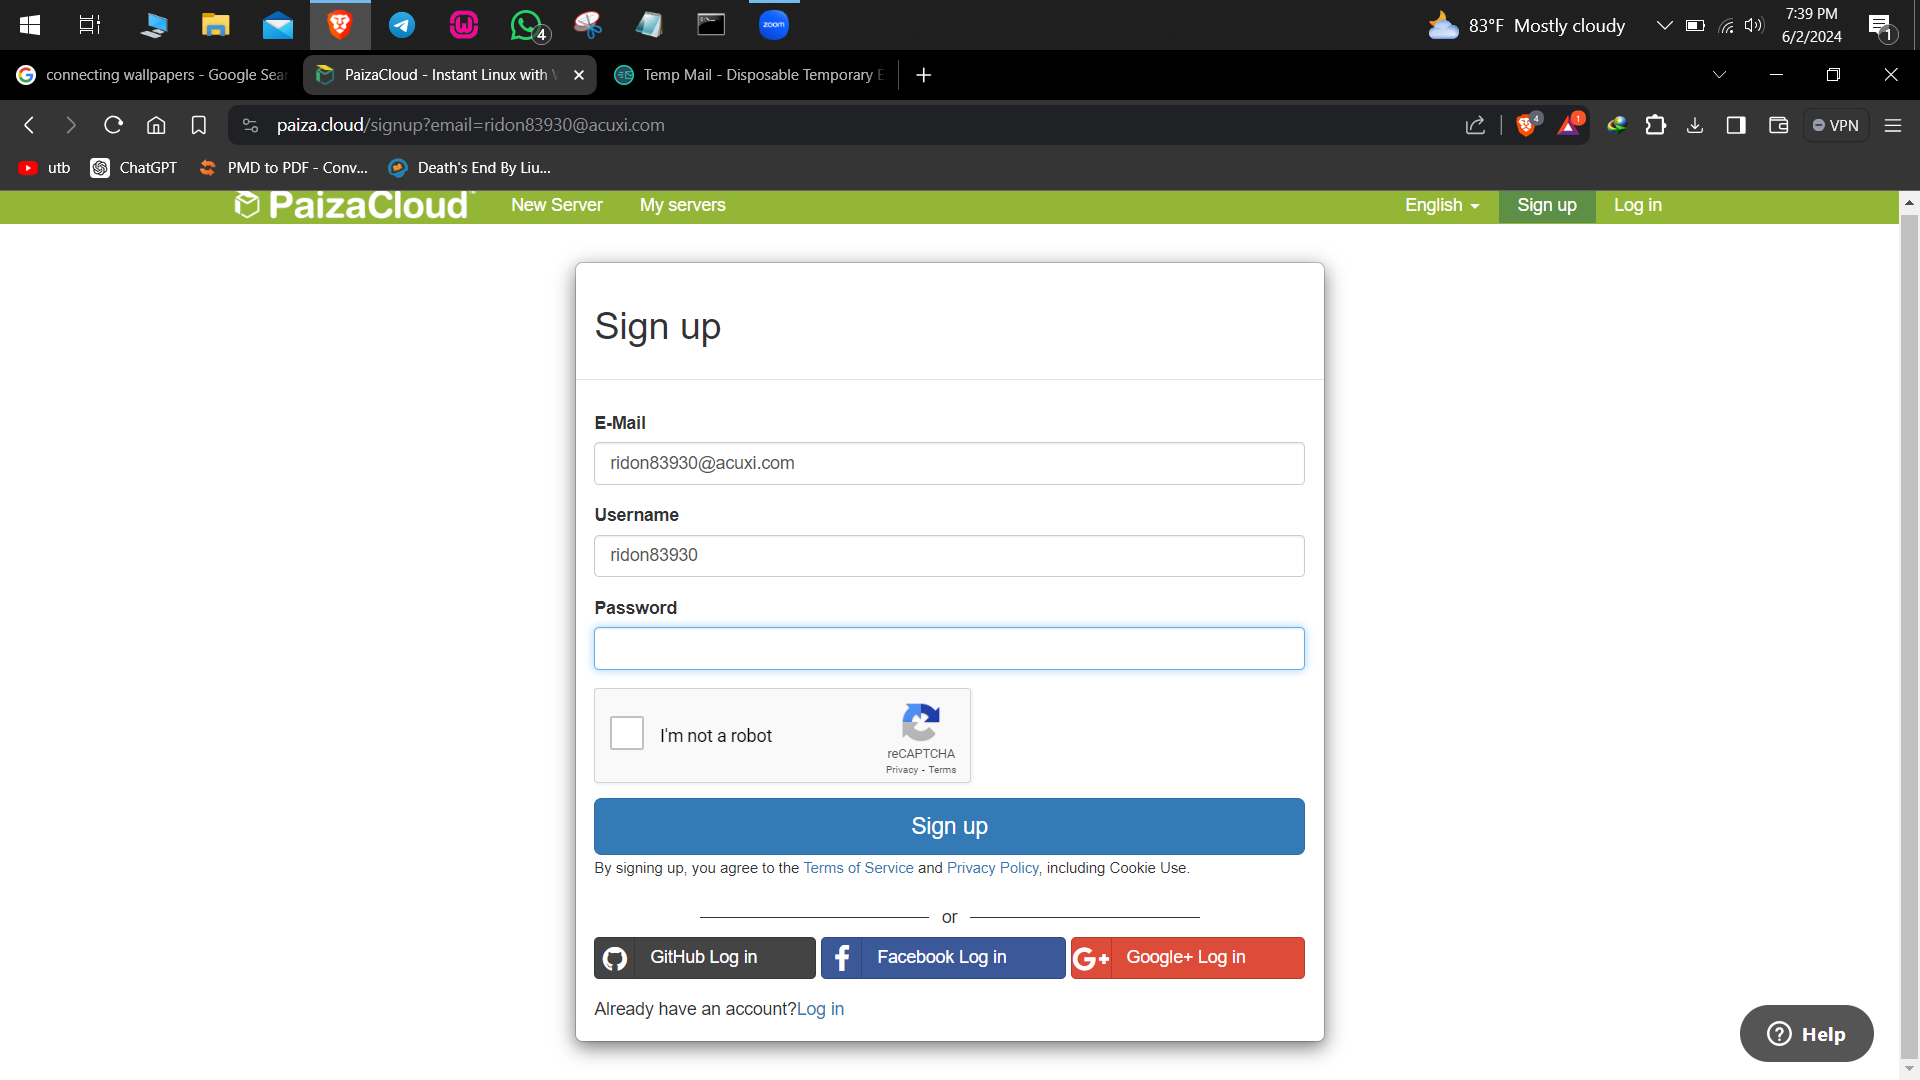 4
zoom
83°F Mostly cloudy
7:39 PM
6/2/2024
1
connecting wallpapers - Google Sear
PaizaCloud - Instant Linux with W
Temp Mail - Disposable Temporary E
paiza.cloud/signup?email=ridon83930@acuxi.com
4
1
VPN
utb
ChatGPT
PMD to PDF - Conv...
Death's End By Liu...
PaizaCloud
New Server
My servers
English
Sign up
Log in
Sign up
E-Mail
ridon83930@acuxi.com
Username
ridon83930
Password
I'm not a robot
reCAPTCHA
Privacy - Terms
Sign up
By signing up, you agree to the Terms of Service and Privacy Policy, including Cookie Use.
or
GitHub Log in
Facebook Log in
G+ Google+ Log in
Already have an account?Log in
Help